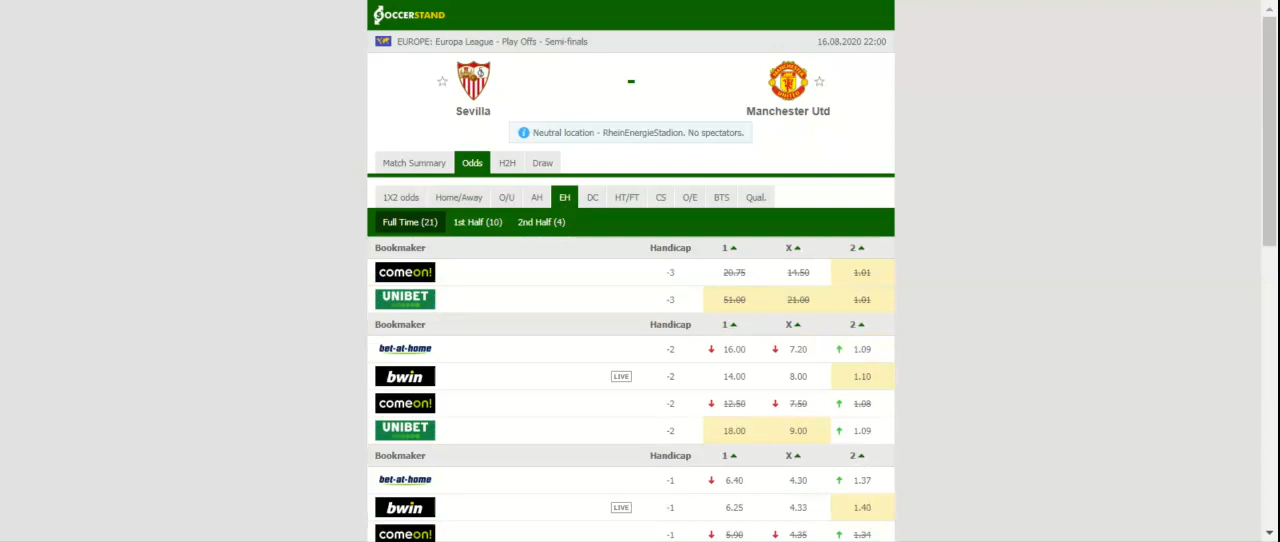 SOCCERSTAND
EUROPE: Europa League - Play Offs - Semi-finals 16.08.2020 22:00
-
Sevilla Manchester Utd
Neutral location - RheinEnergieStadion. No spectators.
Match Summary Odds H2H Draw
1X2 odds Home/Away O/U AH EH DC HT/FT CS O/E BTS Qual.
Full Time (21) 1st Half (10) 2nd Half (4)
Bookmaker Handicap 1 X 2
comeon! -3 20.75 14.50 1.01
UNIBET -3 51.00 21.00 1.01
Bookmaker Handicap 1 X 2
bet-at-home -2 16.00 7.20 1.09
bwin LIVE -2 14.00 8.00 1.10
comeon! -2 12.50 7.50 1.08
UNIBET -2 18.00 9.00 1.09
Bookmaker Handicap 1 X 2
bet-at-home -1 6.40 4.30 1.37
bwin LIVE -1 6.25 4.33 1.40
comeon! -1 5.90 4.35 1.34